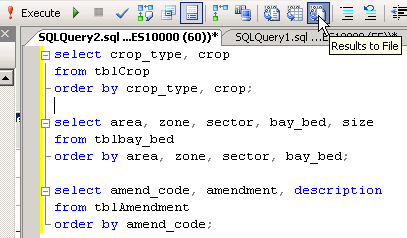 Execute
SQLQuery2.sql ...ES10000 (60))*
SQLQuery1.sql
Results to File
select crop_type, crop
from tblCrop
order by crop_type, crop;
select area, zone, sector, bay_bed, size
from tblbay_bed
order by area, zone, sector, bay_bed;
select amend_code, amendment, description
from tblAmendment
order by amend_code;